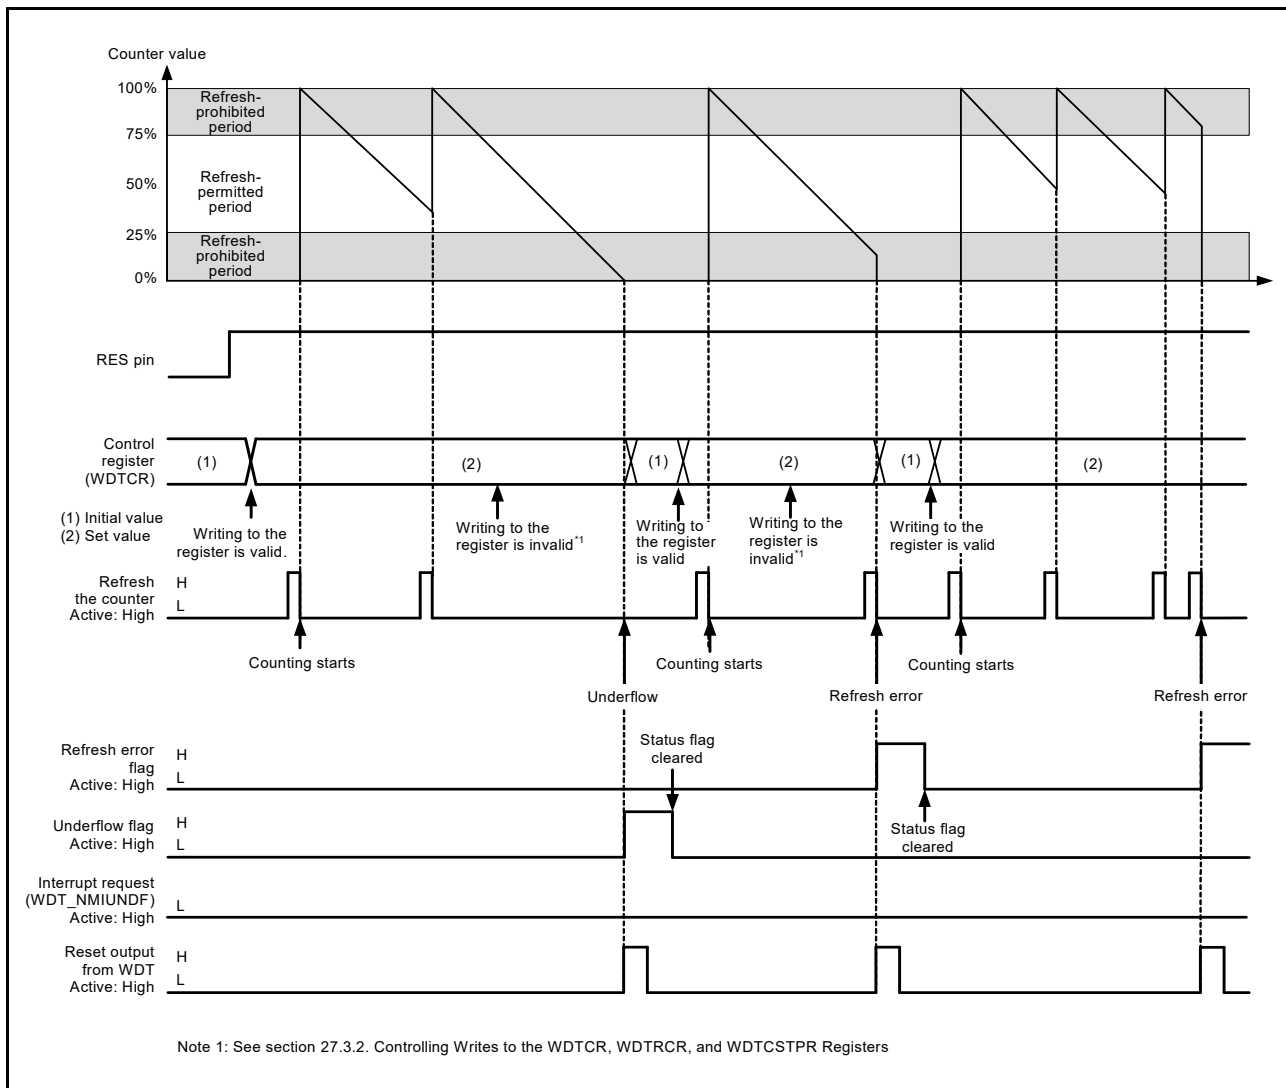 Counter value
100%
Refresh-
prohibited
period
75%
50%
Refresh-
permitted
period
25%
Refresh-
prohibited
period
0%
RES pin
Control
register
(WDTCR)
(1)
(2)
(1)
(2)
(1)
(2)
(1) Initial value
(2) Set value
Writing to the
register is valid.
Writing to the
register is invalid*1
Writing to
the register
is valid
Writing to the
register is
invalid*1
Writing to the
register is valid
Refresh
the counter
Active: High
H
L
Counting starts
Counting starts
Counting starts
Underflow
Refresh error
Refresh error
Refresh error
flag
Active: High
H
L
Status flag
cleared
Underflow flag
Active: High
H
L
Status flag
cleared
Interrupt request
(WDT_NMIUNDF)
Active: High
L
Reset output
from WDT
Active: High
H
L
Note 1: See section 27.3.2. Controlling Writes to the WDTCR, WDTRCR, and WDTCSTPR Registers